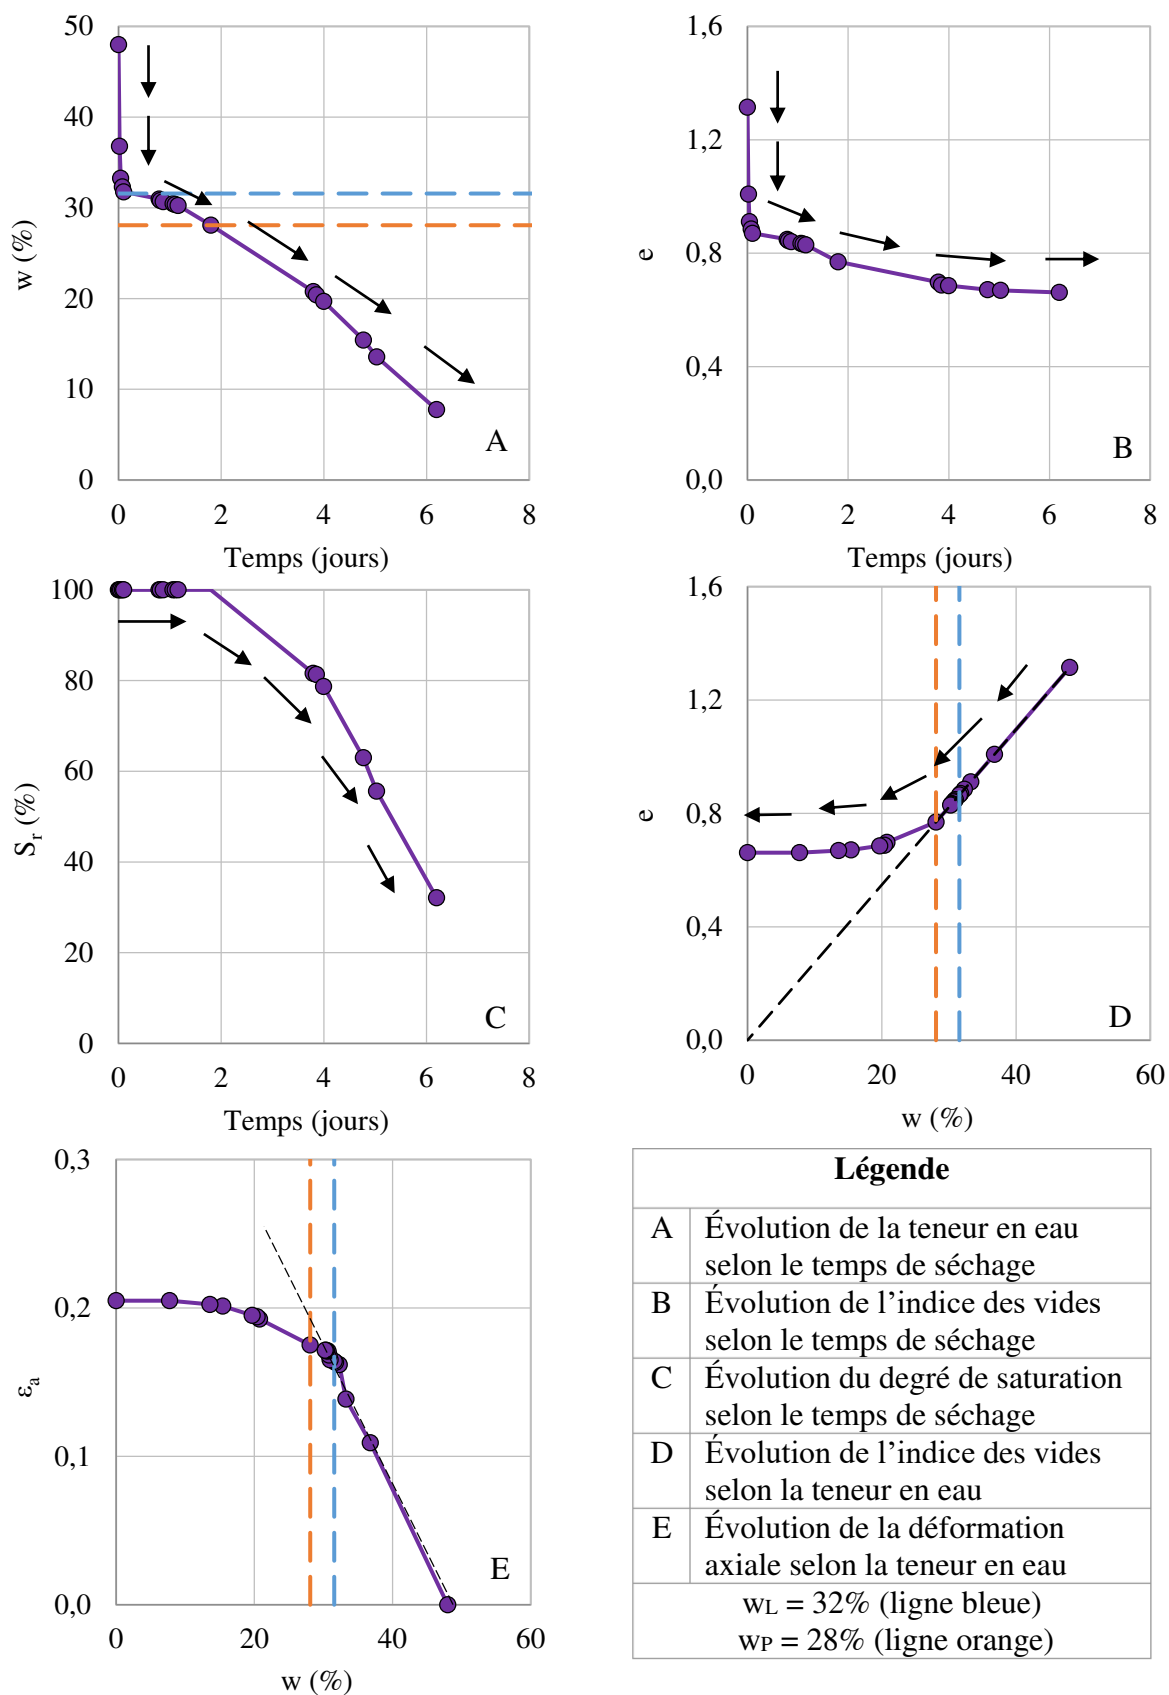 50
40
30
20
10
0
w (%)
0 2 4 6 8
Temps (jours)
A
1,6
1,2
0,8
0,4
0,0
e
0 2 4 6 8
Temps (jours)
B
100
80
60
40
20
0
Sr (%)
0 2 4 6 8
Temps (jours)
C
1,6
1,2
0,8
0,4
0,0
e
0 20 40 60
w (%)
D
0,3
0,2
0,1
0,0
εa
0 20 40 60
w (%)
E
Légende
A Évolution de la teneur en eau
selon le temps de séchage
B Évolution de l’indice des vides
selon le temps de séchage
C Évolution du degré de saturation
selon le temps de séchage
D Évolution de l’indice des vides
selon la teneur en eau
E Évolution de la déformation
axiale selon la teneur en eau
wL = 32% (ligne bleue)
wP = 28% (ligne orange)